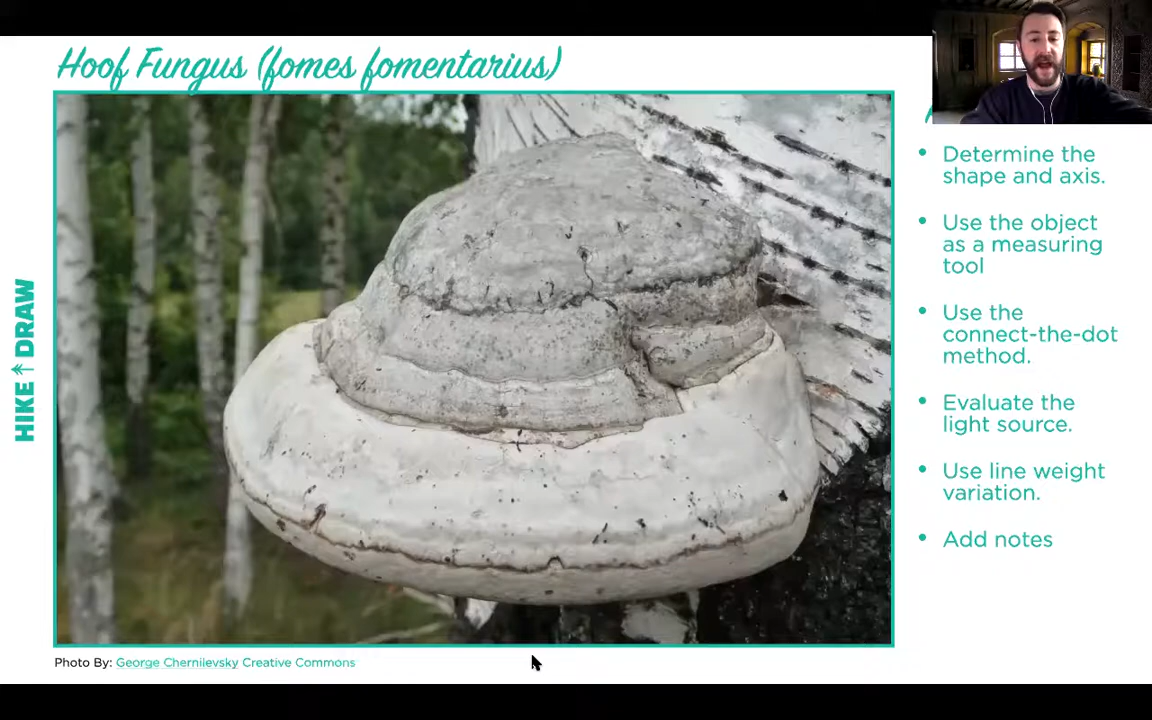 Hoof Fungus (fomes fomentarius)
HIKE DRAW
• Determine the
shape and axis.
• Use the object
as a measuring
tool
• Use the
connect-the-dot
method.
• Evaluate the
light source.
• Use line weight
variation.
• Add notes
Photo By: George Chernilevsky Creative Commons